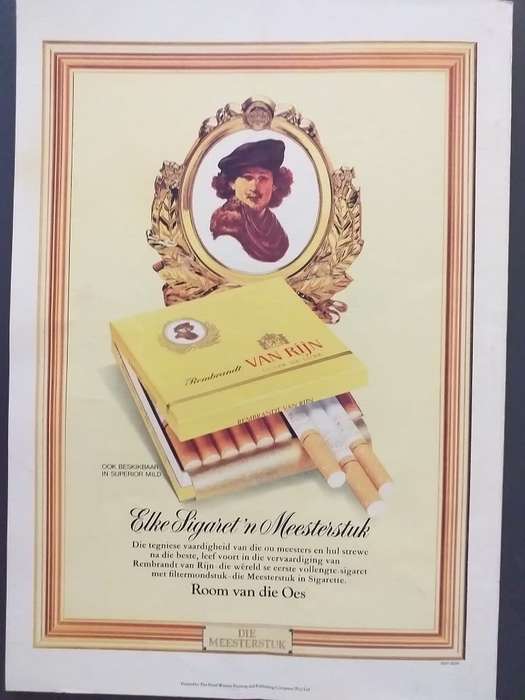 Rembrandt VAN RIJN
REMBRANDT VAN RIJN
OOK BESKIKBAAR
IN SUPERIOR MILD
Elke Sigaret 'n Meesterstuk
Die tegniese vaardigheid van die ou meesters en hul strewe
na die beste, leef voort in die vervaardiging van
Rembrandt van Rijn-die wêreld se eerste vollengte-sigaret
met filtermondstuk-die Meesterstuk in Sigarette.
Room van die Oes
DIE
MEESTERSTUK